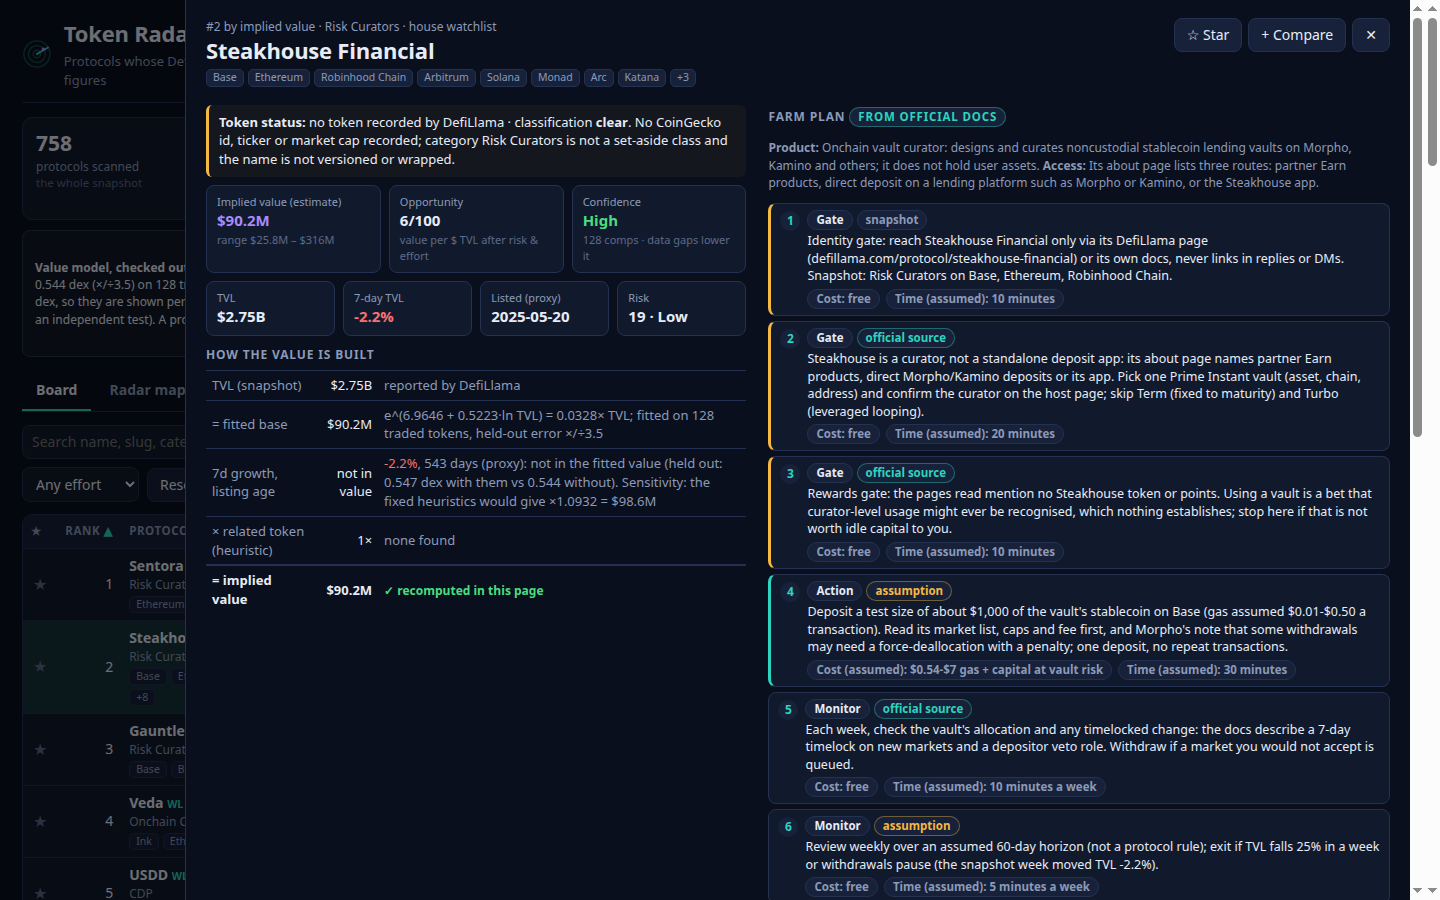 Token Rada
Protocols whose De
figures
758
protocols scanned
the whole snapshot
Value model, checked out
0.544 dex (×/÷3.5) on 128 t
dex, so they are shown per
an independent test). A pro
Board
Radar map
Search name, slug, cate
Any effort
Rese
★
RANK ▲
PROTOCO
★
1
Sentora
Risk Curat
Ethereum
★
2
Steakho
Risk Curat
Base
+8
★
3
Gauntle
Risk Curat
Base
★
4
Veda WL
Onchain C
Ink
Eth
★
5
USDD WL
CDP
#2 by implied value · Risk Curators · house watchlist
Steakhouse Financial
Base
Ethereum
Robinhood Chain
Arbitrum
Solana
Monad
Arc
Katana
+3
☆ Star
+ Compare
✕
Token status: no token recorded by DefiLlama · classification clear. No CoinGecko
id, ticker or market cap recorded; category Risk Curators is not a set-aside class and
the name is not versioned or wrapped.
Implied value (estimate)
$90.2M
range $25.8M – $316M
Opportunity
6/100
value per $ TVL after risk &
effort
Confidence
High
128 comps · data gaps lower
it
TVL
$2.75B
7-day TVL
-2.2%
Listed (proxy)
2025-05-20
Risk
19 · Low
HOW THE VALUE IS BUILT
TVL (snapshot)
$2.75B
reported by DefiLlama
= fitted base
$90.2M
e^(6.9646 + 0.5223·ln TVL) = 0.0328× TVL; fitted on 128
traded tokens, held-out error ×/÷3.5
7d growth,
listing age
not in
value
-2.2%, 543 days (proxy): not in the fitted value (held out:
0.547 dex with them vs 0.544 without). Sensitivity: the
fixed heuristics would give ×1.0932 = $98.6M
× related token
(heuristic)
1×
none found
= implied
value
$90.2M
✓ recomputed in this page
FARM PLAN
FROM OFFICIAL DOCS
Product: Onchain vault curator: designs and curates noncustodial stablecoin lending vaults on Morpho,
Kamino and others; it does not hold user assets. Access: Its about page lists three routes: partner Earn
products, direct deposit on a lending platform such as Morpho or Kamino, or the Steakhouse app.
1
Gate
snapshot
Identity gate: reach Steakhouse Financial only via its DefiLlama page
(defillama.com/protocol/steakhouse-financial) or its own docs, never links in replies or DMs.
Snapshot: Risk Curators on Base, Ethereum, Robinhood Chain.
Cost: free
Time (assumed): 10 minutes
2
Gate
official source
Steakhouse is a curator, not a standalone deposit app: its about page names partner Earn
products, direct Morpho/Kamino deposits or its app. Pick one Prime Instant vault (asset, chain,
address) and confirm the curator on the host page; skip Term (fixed to maturity) and Turbo
(leveraged looping).
Cost: free
Time (assumed): 20 minutes
3
Gate
official source
Rewards gate: the pages read mention no Steakhouse token or points. Using a vault is a bet that
curator-level usage might ever be recognised, which nothing establishes; stop here if that is not
worth idle capital to you.
Cost: free
Time (assumed): 10 minutes
4
Action
assumption
Deposit a test size of about $1,000 of the vault's stablecoin on Base (gas assumed $0.01-$0.50 a
transaction). Read its market list, caps and fee first, and Morpho's note that some withdrawals
may need a force-deallocation with a penalty; one deposit, no repeat transactions.
Cost (assumed): $0.54-$7 gas + capital at vault risk
Time (assumed): 30 minutes
5
Monitor
official source
Each week, check the vault's allocation and any timelocked change: the docs describe a 7-day
timelock on new markets and a depositor veto role. Withdraw if a market you would not accept is
queued.
Cost: free
Time (assumed): 10 minutes a week
6
Monitor
assumption
Review weekly over an assumed 60-day horizon (not a protocol rule); exit if TVL falls 25% in a week
or withdrawals pause (the snapshot week moved TVL -2.2%).
Cost: free
Time (assumed): 5 minutes a week